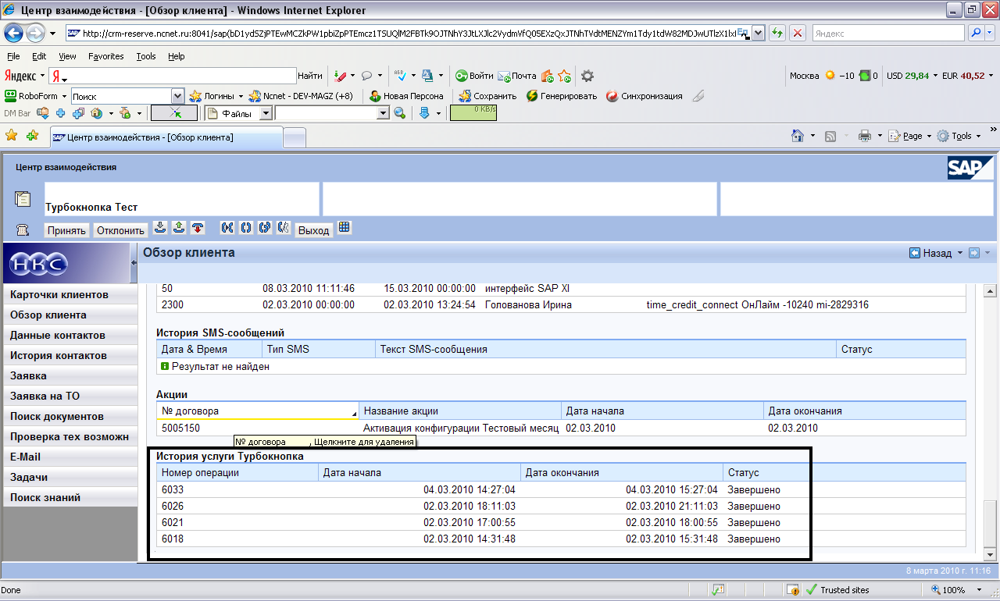 Центр взаимодействия - [Обзор клиента] - Windows Internet Explorer
Яндекс
File Edit View Favorites Tools Help
Яндекс Я Найти Войти Почта Москва −10 0 USD 29,84 EUR 40,52
RoboForm Поиск Логины Ncnet - DEV-MAGZ (+8) Новая Персона Сохранить Генерировать Синхронизация
DM Bar Файлы 0 KB/s
Центр взаимодействия - [Обзор клиента] Page Tools
Центр взаимодействия SAP
Турбокнопка Тест
Принять Отклонить Выход
НКС Обзор клиента Назад
Карточки клиентов
Обзор клиента
Данные контактов
История контактов
Заявка
Заявка на ТО
Поиск документов
Проверка тех возможн
E-Mail
Задачи
Поиск знаний
50 08.03.2010 11:11:46 15.03.2010 00:00:00 интерфейс SAP XI
2300 02.03.2010 00:00:00 02.03.2010 13:24:54 Голованова Ирина time_credit_connect ОнЛайм -10240 mi-2829316
История SMS-сообщений
Дата & Время Тип SMS Текст SMS-сообщения Статус
Результат не найден
Акции
№ договора Название акции Дата начала Дата окончания
5005150 Активация конфигурации Тестовый месяц 02.03.2010 02.03.2010
№ договора , Щелкните для удаления
История услуги Турбокнопка
Номер операции Дата начала Дата окончания Статус
6033 04.03.2010 14:27:04 04.03.2010 15:27:04 Завершено
6026 02.03.2010 18:11:03 02.03.2010 21:11:03 Завершено
6021 02.03.2010 17:00:55 02.03.2010 18:00:55 Завершено
6018 02.03.2010 14:31:48 02.03.2010 15:31:48 Завершено
8 марта 2010 г. 11:16
Done Trusted sites 100%